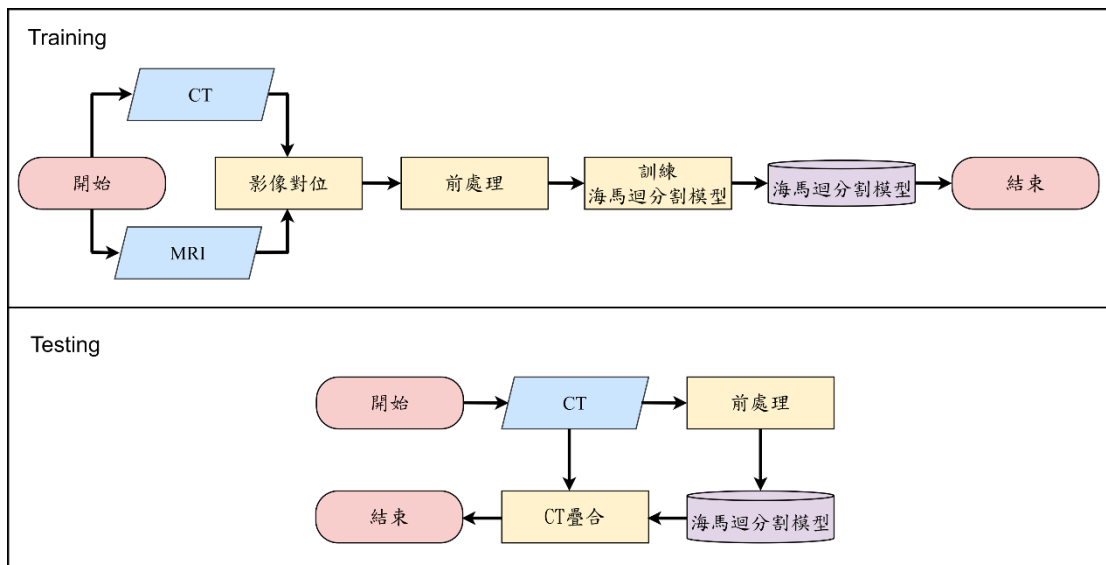 Training
CT
開始
影像對位
前處理
訓練
海馬迴分割模型
海馬迴分割模型
結束
MRI
Testing
開始
CT
前處理
結束
CT疊合
海馬迴分割模型